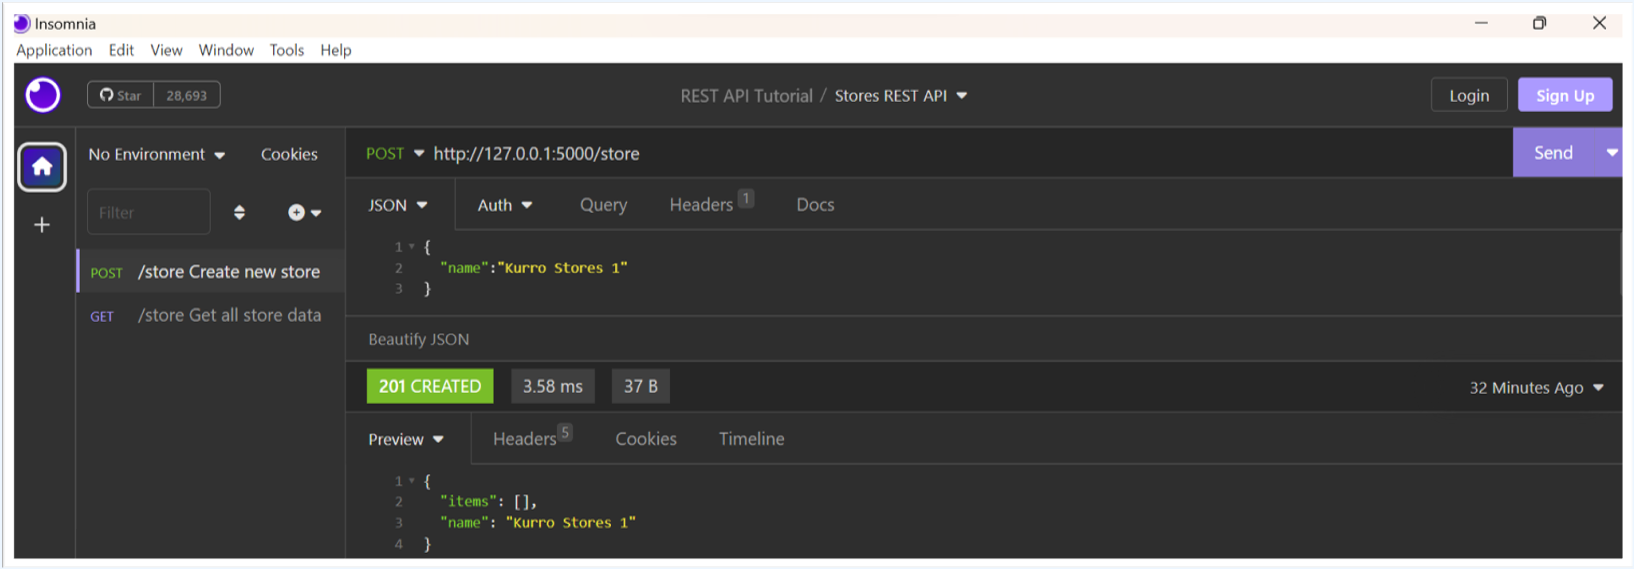 Insomnia
Application Edit View Window Tools Help
Star 28,693
REST API Tutorial / Stores REST API
Login Sign Up
No Environment Cookies
POST http://127.0.0.1:5000/store
Send
Filter
JSON Auth Query Headers 1 Docs
1 {
2 "name":"Kurro Stores 1"
3 }
POST /store Create new store
GET /store Get all store data
Beautify JSON
201 CREATED 3.58 ms 37 B
32 Minutes Ago
Preview Headers 5 Cookies Timeline
1 {
2 "items": [],
3 "name": "Kurro Stores 1"
4 }